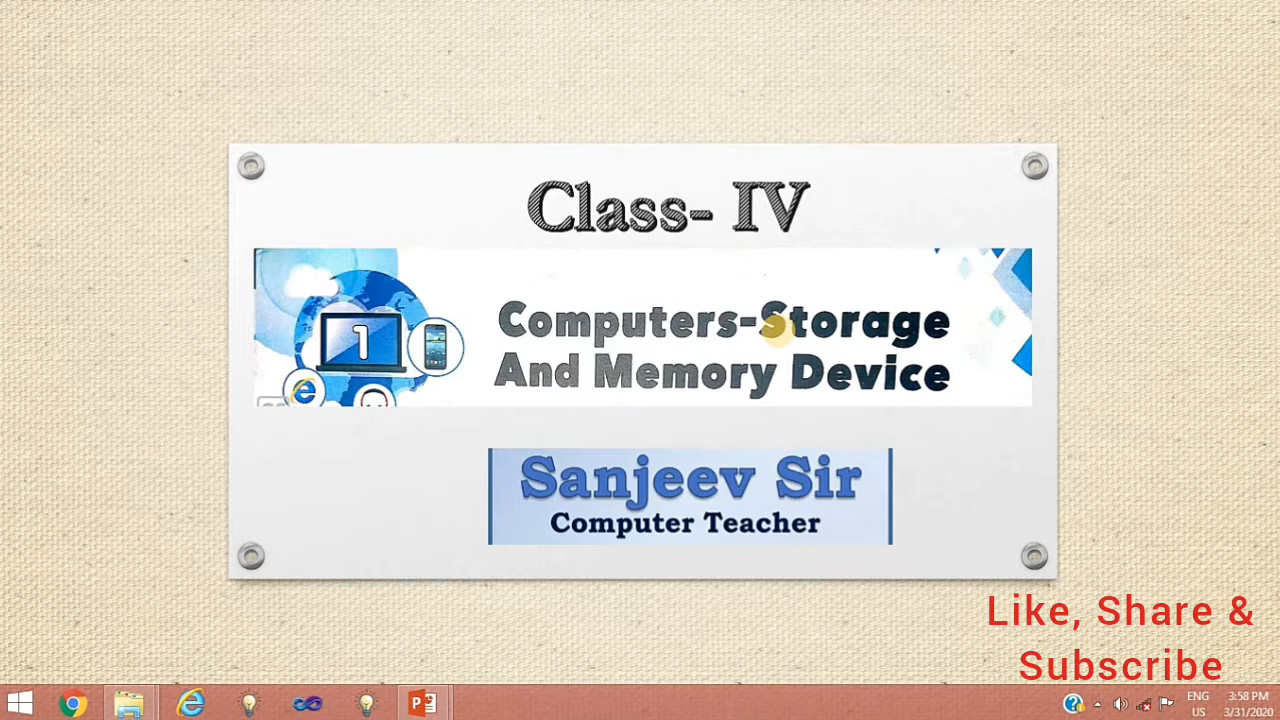 Class- IV
1
Computers-Storage
And Memory Device
Sanjeev Sir
Computer Teacher
Like, Share &
Subscribe
ENG
US
3:58 PM
3/31/2020